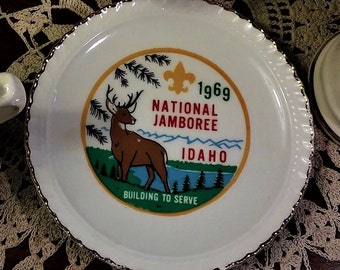 1969
NATIONAL
JAMBOREE
IDAHO
BUILDING TO SERVE